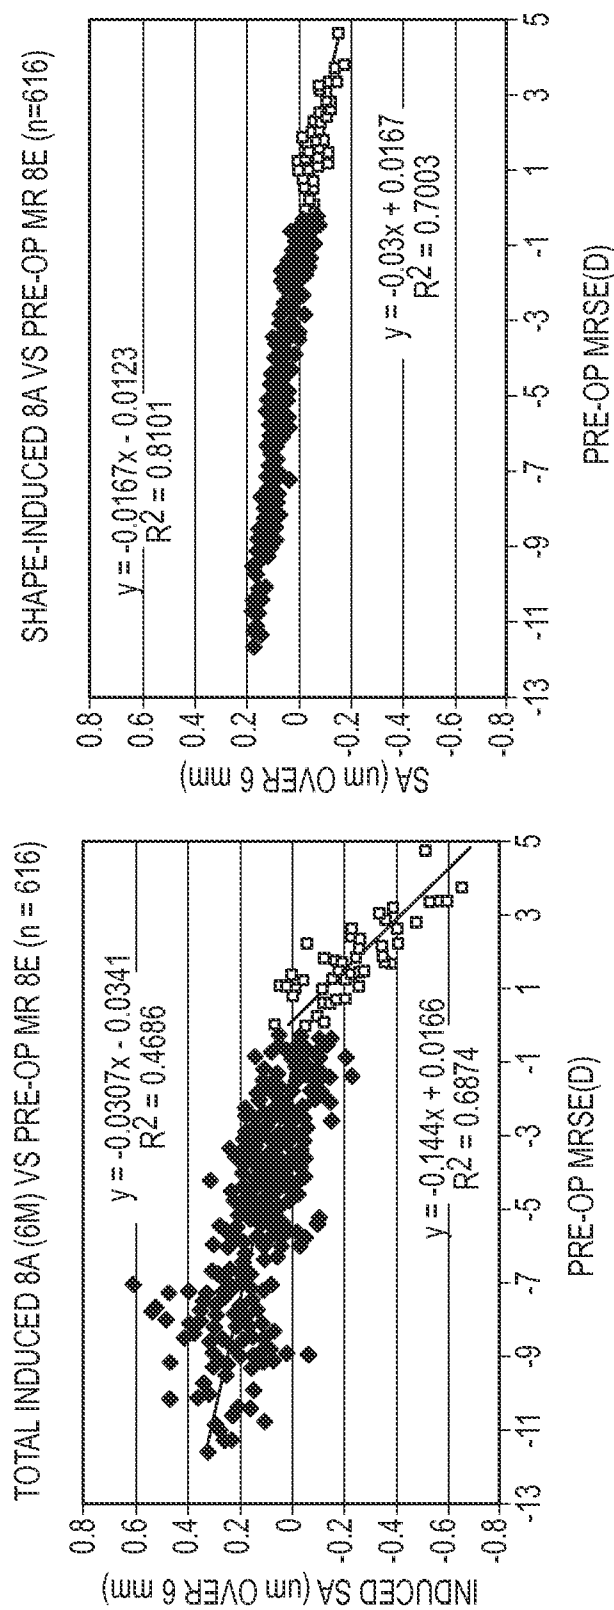 TOTAL INDUCED 8A (6M) VS PRE-OP MR 8E (n = 616)
y = -0.0307x - 0.0341
R2 = 0.4686
INDUCED SA (um OVER 6 mm)
0.8
0.6
0.4
0.2
0
-0.2
-0.4
-0.6
-0.8
-13
-11
-9
-7
-5
-3
-1
1
3
5
y = -0.144x + 0.0166
R2 = 0.6874
PRE-OP MRSE(D)
SHAPE-INDUCED 8A VS PRE-OP MR 8E (n=616)
y = -0.0167x - 0.0123
R2 = 0.8101
SA (um OVER 6 mm)
0.8
0.6
0.4
0.2
0
-0.2
-0.4
-0.6
-0.8
-13
-11
-9
-7
-5
-3
-1
1
3
5
y = -0.03x + 0.0167
R2 = 0.7003
PRE-OP MRSE(D)